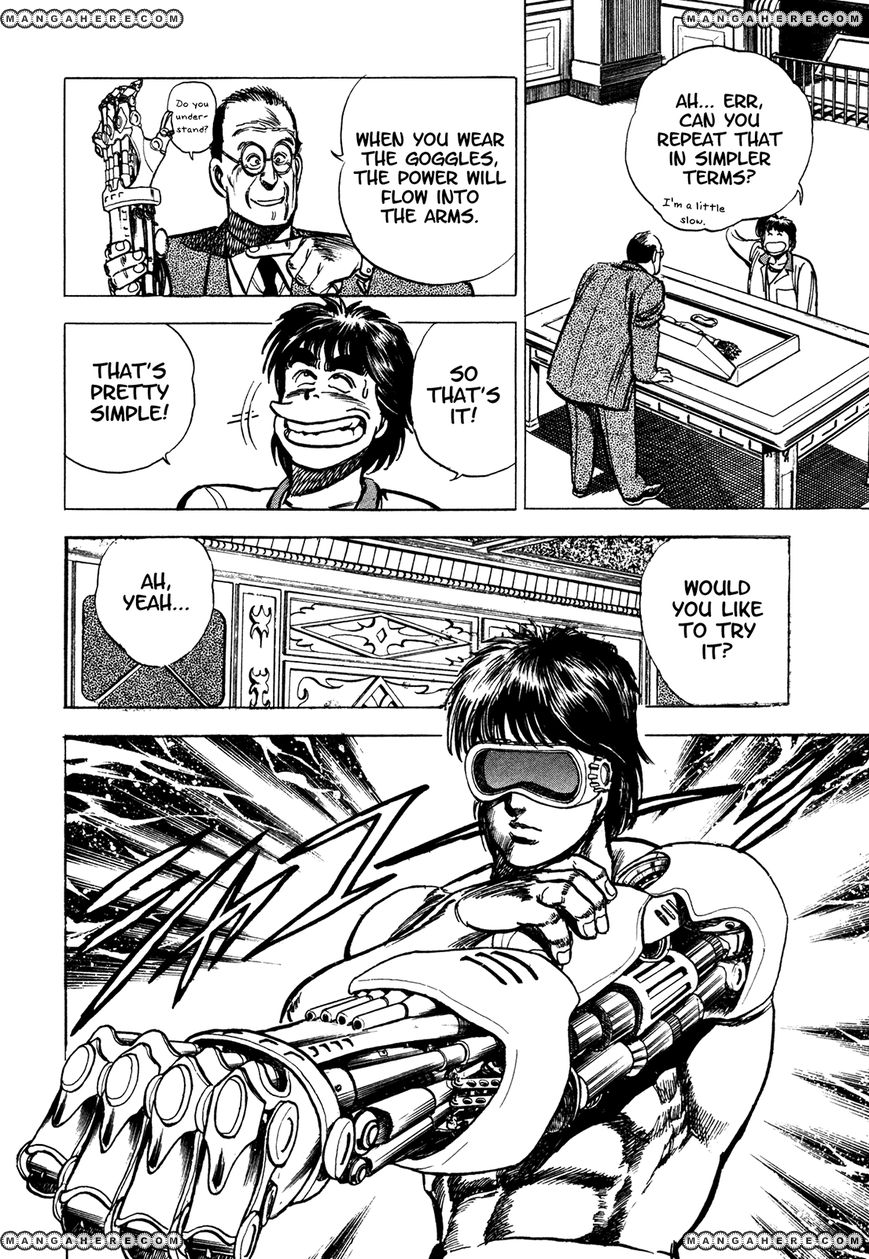 MANGAHERE.COM
MANGAHERE.COM
AH... ERR,
CAN YOU
REPEAT THAT
IN SIMPLER
TERMS?
I'm a little
slow.
WHEN YOU WEAR
THE GOGGLES,
THE POWER WILL
FLOW INTO
THE ARMS.
Do you
under-
stand?
SO
THAT'S
IT!
THAT'S
PRETTY
SIMPLE!
WOULD
YOU LIKE
TO TRY
IT?
AH,
YEAH...
MANGAHERE.COM
MANGAHERE.COM